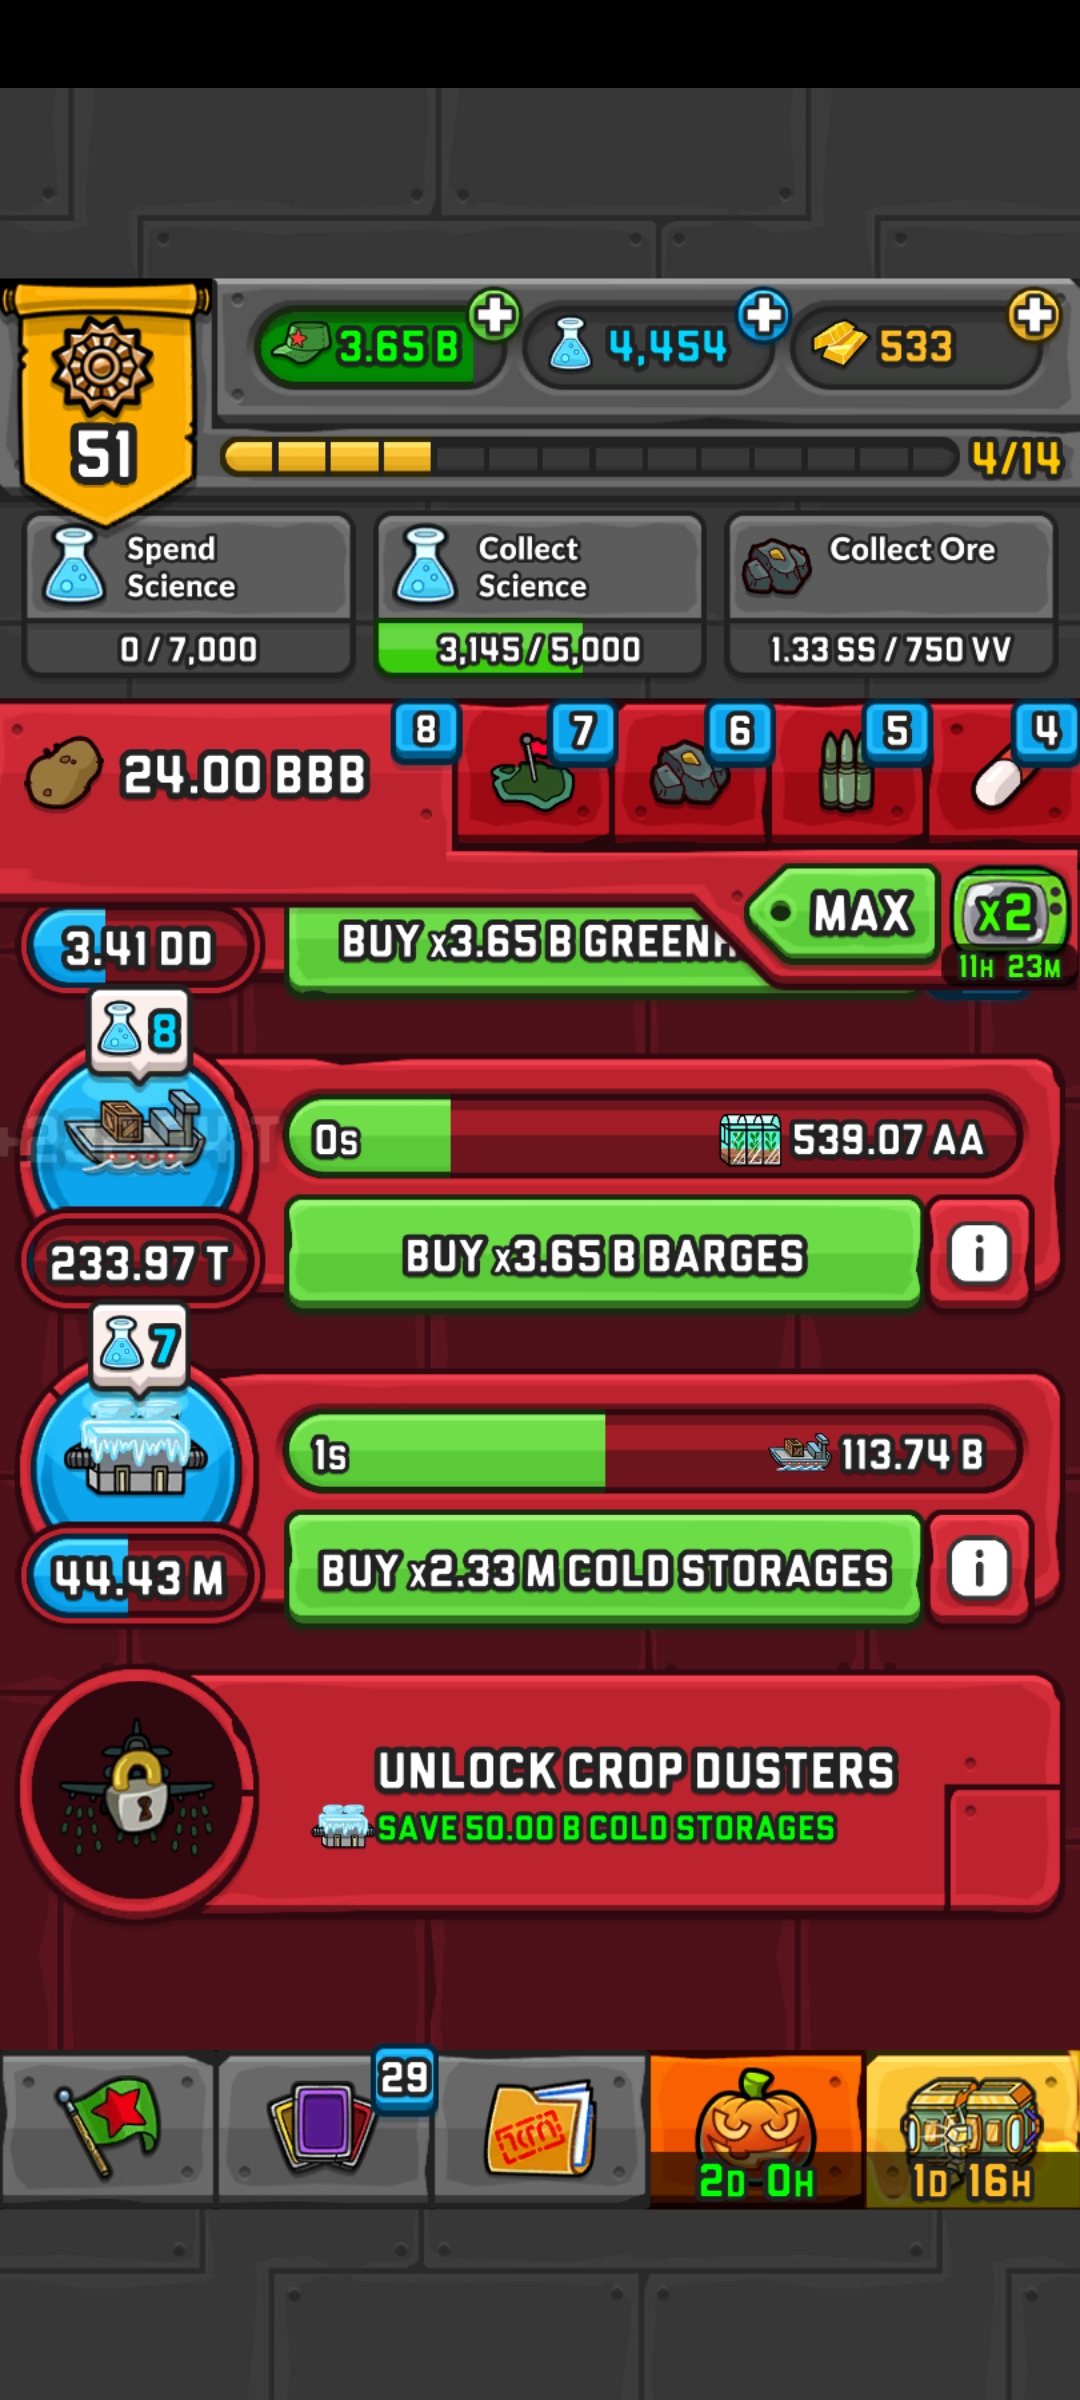 3.65 B
4,454
533
51
4/14
Spend
Science
0 / 7,000
Collect
Science
3,145 / 5,000
Collect Ore
1.33 SS / 750 VV
24.00 BBB
8
7
6
5
4
MAX
x2
11H 23M
3.41 DD
BUY x3.65 B
8
0s
539.07 AA
233.97 T
BUY x3.65 B BARGES
i
7
1s
113.74 B
44.43 M
BUY x2.33 M COLD STORAGES
i
UNLOCK CROP DUSTERS
SAVE 50.00 B COLD STORAGES
29
2D 0H
1D 16H